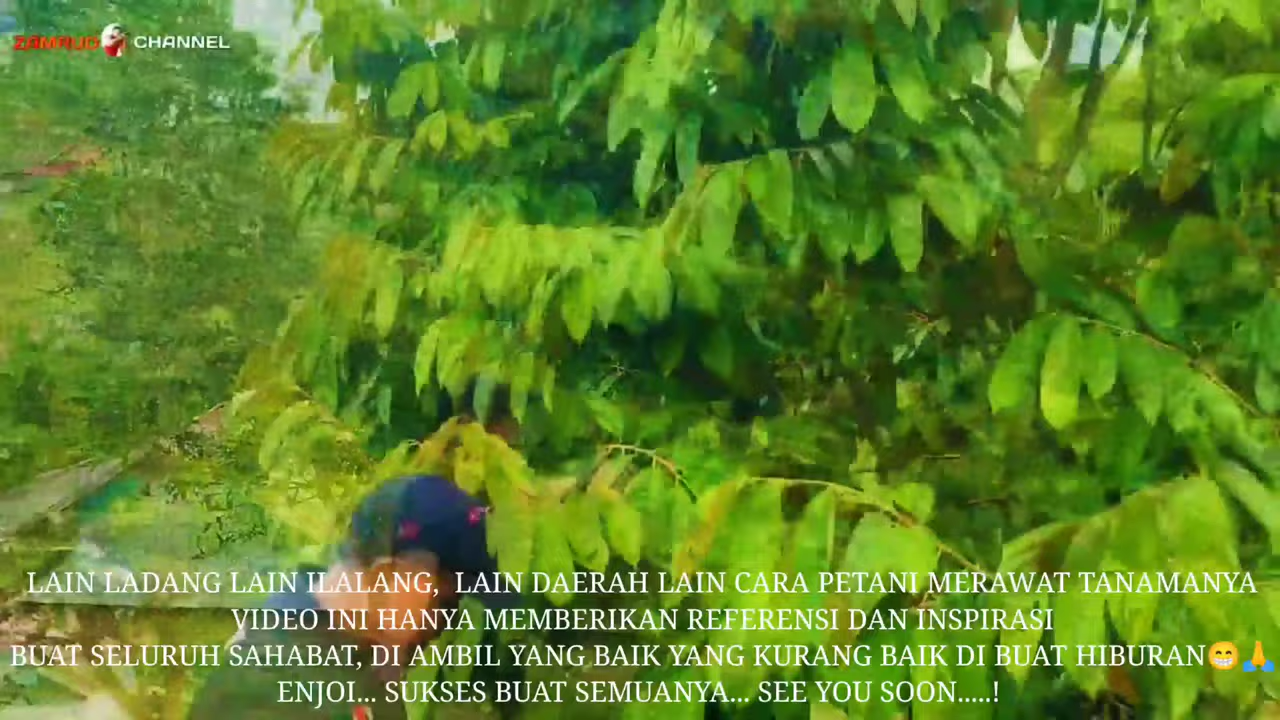 ZAMRUD CHANNEL
LAIN LADANG LAIN ILALANG, LAIN DAERAH LAIN CARA PETANI MERAWAT TANAMANYA
VIDEO INI HANYA MEMBERIKAN REFERENSI DAN INSPIRASI
BUAT SELURUH SAHABAT, DI AMBIL YANG BAIK YANG KURANG BAIK DI BUAT HIBURAN😁🙏
ENJOI... SUKSES BUAT SEMUANYA... SEE YOU SOON.....!